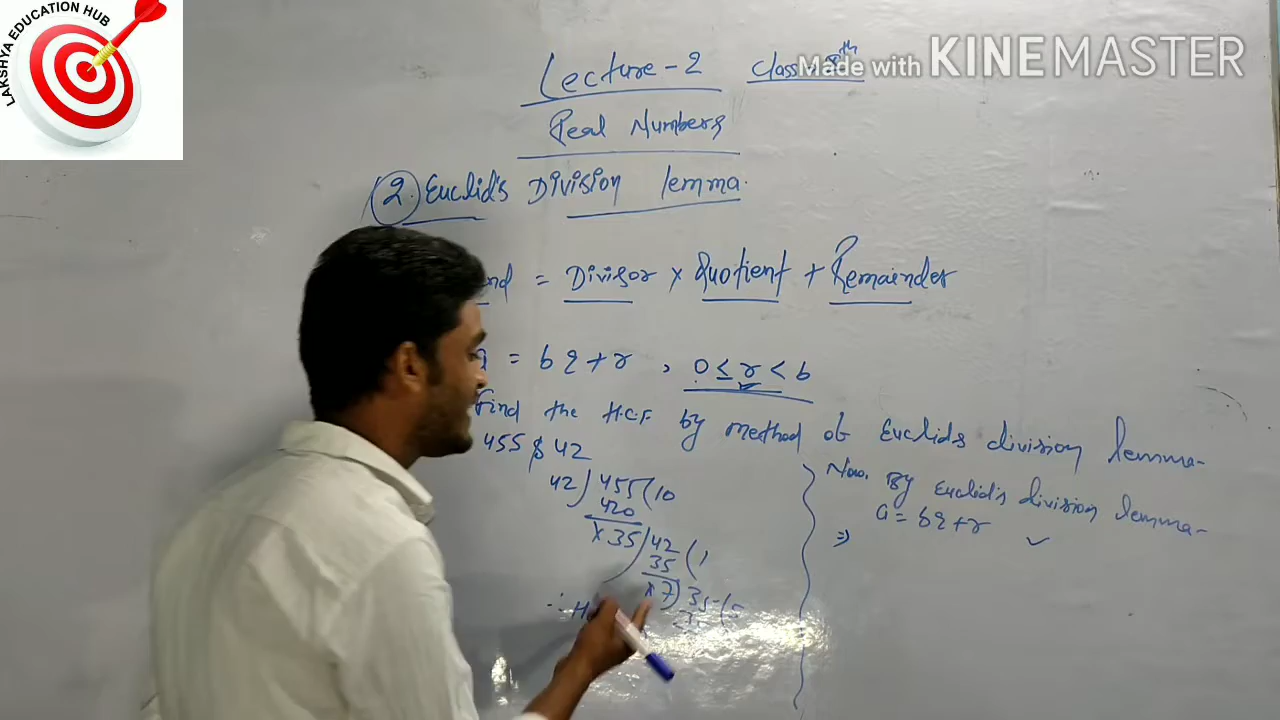 LAKSHYA EDUCATION HUB
Made with KINEMASTER
Lecture-2 Class
Real Numbers
2. Euclid's Division lemma.
= Divisor × Quotient + Remainder
= bq+r , 0≤r<b
Find the H.C.F by method of Euclids division lemma-
455 & 42
42)455(10
420
×35)42(1
35
×7)35(5
∴ H
Now, By Euclid's division lemma-
a=bq+r
⇒